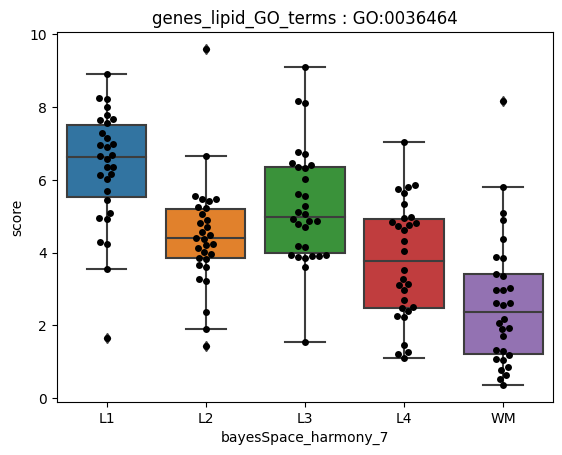 genes_lipid_GO_terms : GO:0036464
10
8
6
4
2
0
score
L1 L2 L3 L4 WM
bayesSpace_harmony_7